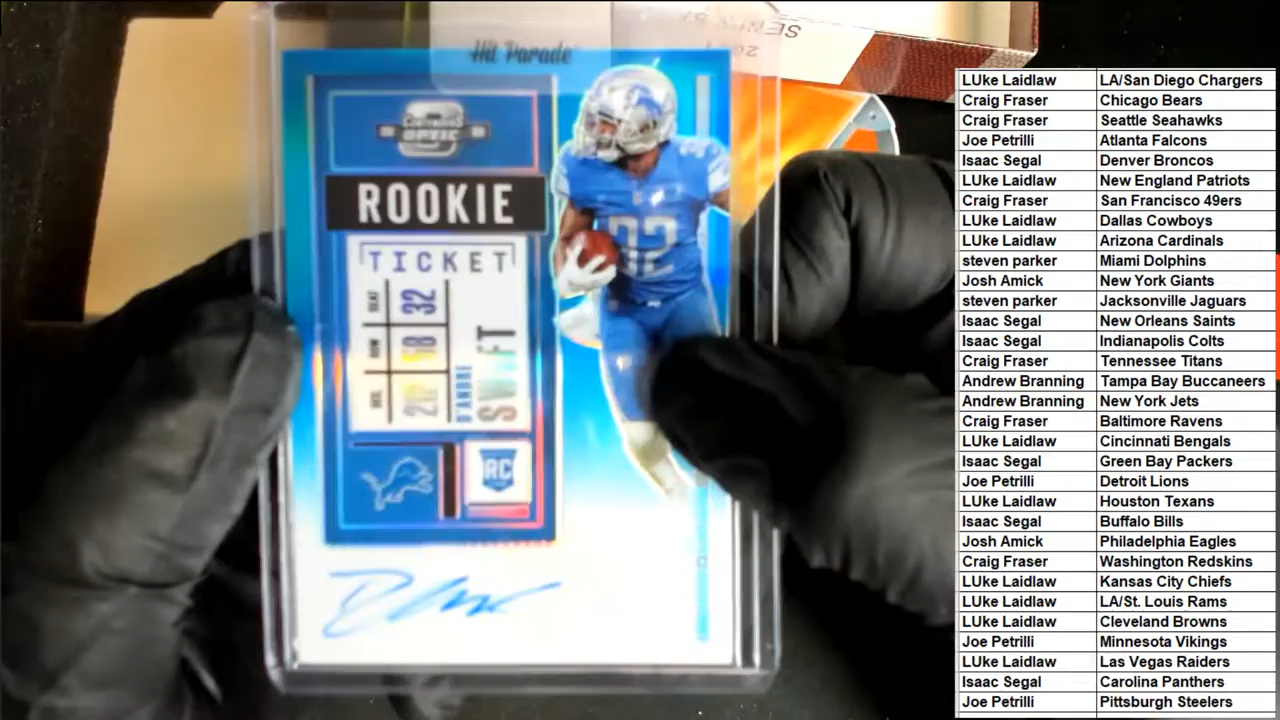 Hit Parade
SERIES
CONTENDERS
OPTIC
ROOKIE
TICKET
SEAT 32
ROW
SEC
D'ANDRE
SWIFT
RC
32
LUke Laidlaw LA/San Diego Chargers
Craig Fraser Chicago Bears
Craig Fraser Seattle Seahawks
Joe Petrilli Atlanta Falcons
Isaac Segal Denver Broncos
LUke Laidlaw New England Patriots
Craig Fraser San Francisco 49ers
LUke Laidlaw Dallas Cowboys
LUke Laidlaw Arizona Cardinals
steven parker Miami Dolphins
Josh Amick New York Giants
steven parker Jacksonville Jaguars
Isaac Segal New Orleans Saints
Isaac Segal Indianapolis Colts
Craig Fraser Tennessee Titans
Andrew Branning Tampa Bay Buccaneers
Andrew Branning New York Jets
Craig Fraser Baltimore Ravens
LUke Laidlaw Cincinnati Bengals
Isaac Segal Green Bay Packers
Joe Petrilli Detroit Lions
LUke Laidlaw Houston Texans
Isaac Segal Buffalo Bills
Josh Amick Philadelphia Eagles
Craig Fraser Washington Redskins
LUke Laidlaw Kansas City Chiefs
LUke Laidlaw LA/St. Louis Rams
LUke Laidlaw Cleveland Browns
Joe Petrilli Minnesota Vikings
LUke Laidlaw Las Vegas Raiders
Isaac Segal Carolina Panthers
Joe Petrilli Pittsburgh Steelers